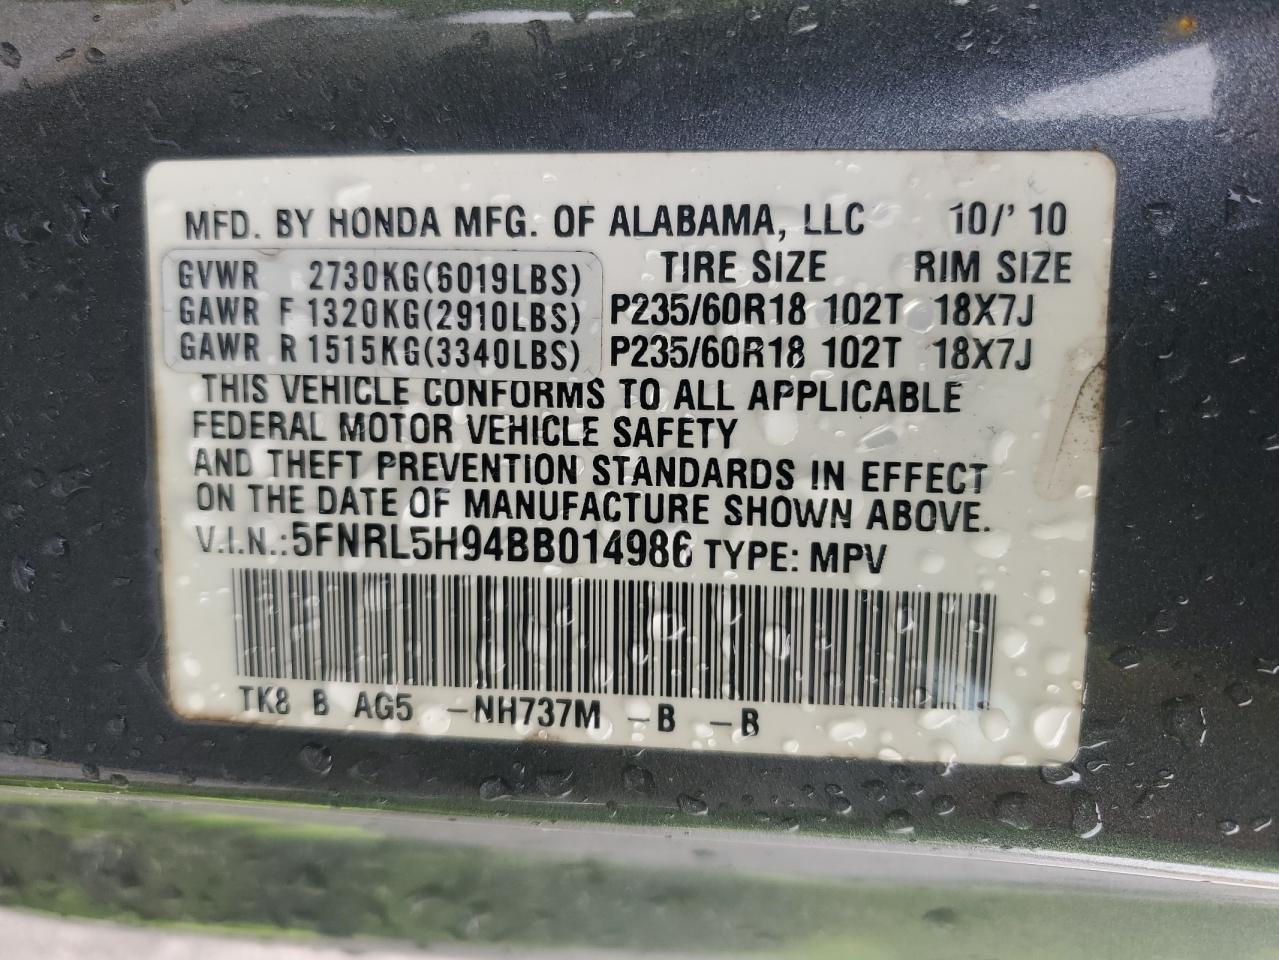 MFD. BY HONDA MFG. OF ALABAMA, LLC 10/'10
GVWR 2730KG(6019LBS) TIRE SIZE RIM SIZE
GAWR F 1320KG(2910LBS) P235/60R18 102T 18X7J
GAWR R 1515KG(3340LBS) P235/60R18 102T 18X7J
THIS VEHICLE CONFORMS TO ALL APPLICABLE
FEDERAL MOTOR VEHICLE SAFETY
AND THEFT PREVENTION STANDARDS IN EFFECT
ON THE DATE OF MANUFACTURE SHOWN ABOVE.
V.I.N.:5FNRL5H94BB014986 TYPE: MPV
TK8 B AG5 -NH737M -B -B